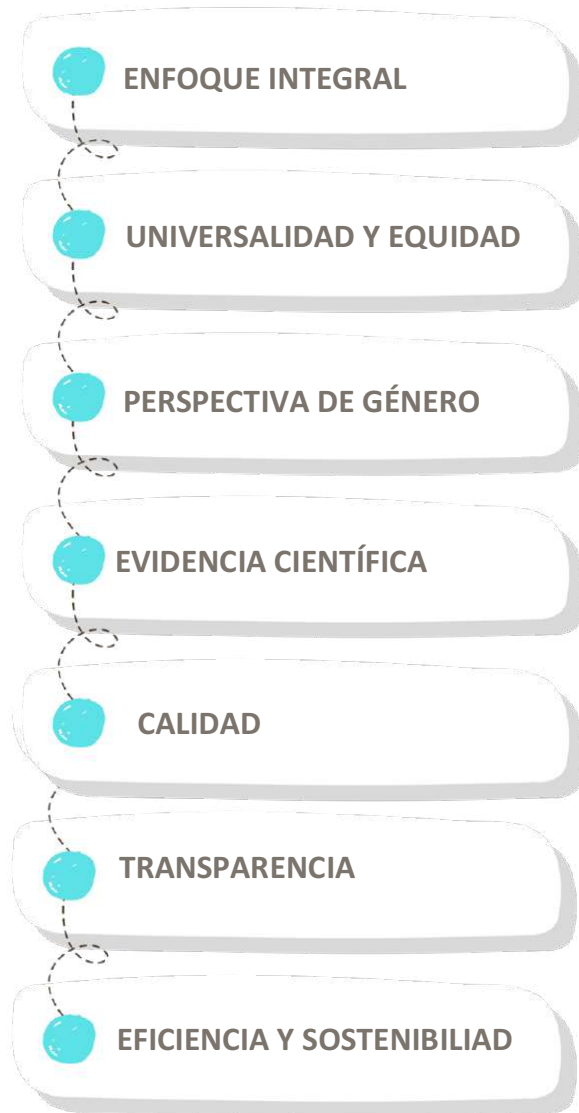 ENFOQUE INTEGRAL
UNIVERSALIDAD Y EQUIDAD
PERSPECTIVA DE GÉNERO
EVIDENCIA CIENTÍFICA
CALIDAD
TRANSPARENCIA
EFICIENCIA Y SOSTENIBILIAD